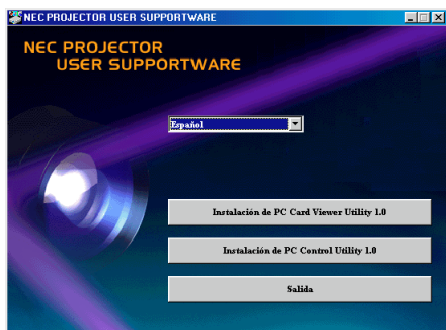 NEC PROJECTOR USER SUPPORTWARE
NEC PROJECTOR
USER SUPPORTWARE
Español
Instalación de PC Card Viewer Utility 1.0
Instalación de PC Control Utility 1.0
Salida